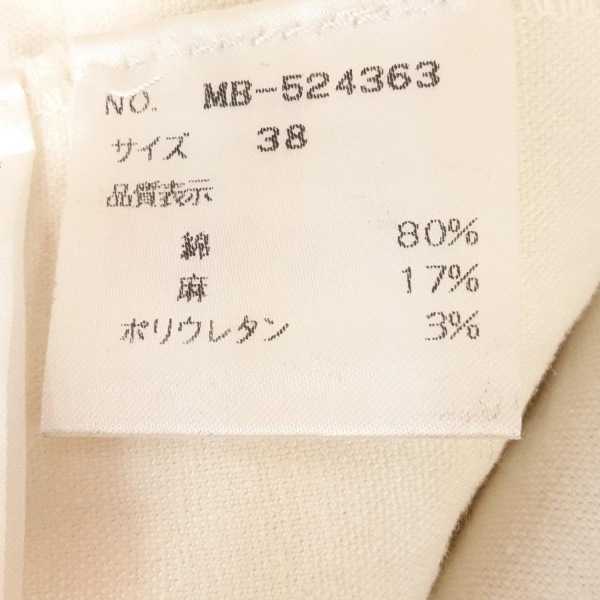 NO. MB-524363
サイズ 38
品質表示
綿 80%
麻 17%
ポリウレタン 3%